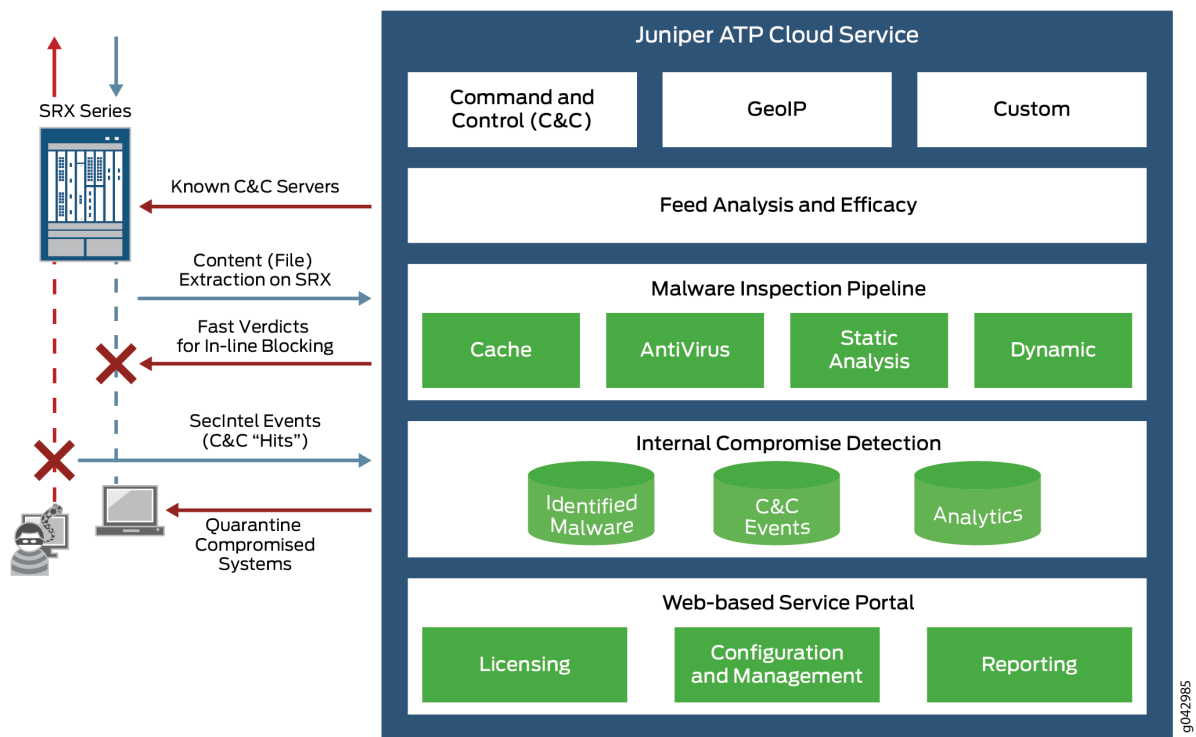 Juniper ATP Cloud Service
SRX Series
Command and
Control (C&C)
GeoIP
Custom
Known C&C Servers
Feed Analysis and Efficacy
Content (File)
Extraction on SRX
Malware Inspection Pipeline
Fast Verdicts
for In-line Blocking
Cache
AntiVirus
Static
Analysis
Dynamic
SecIntel Events
(C&C “Hits”)
Internal Compromise Detection
Identified
Malware
C&C
Events
Analytics
Quarantine
Compromised
Systems
Web-based Service Portal
Licensing
Configuration
and Management
Reporting
g042985